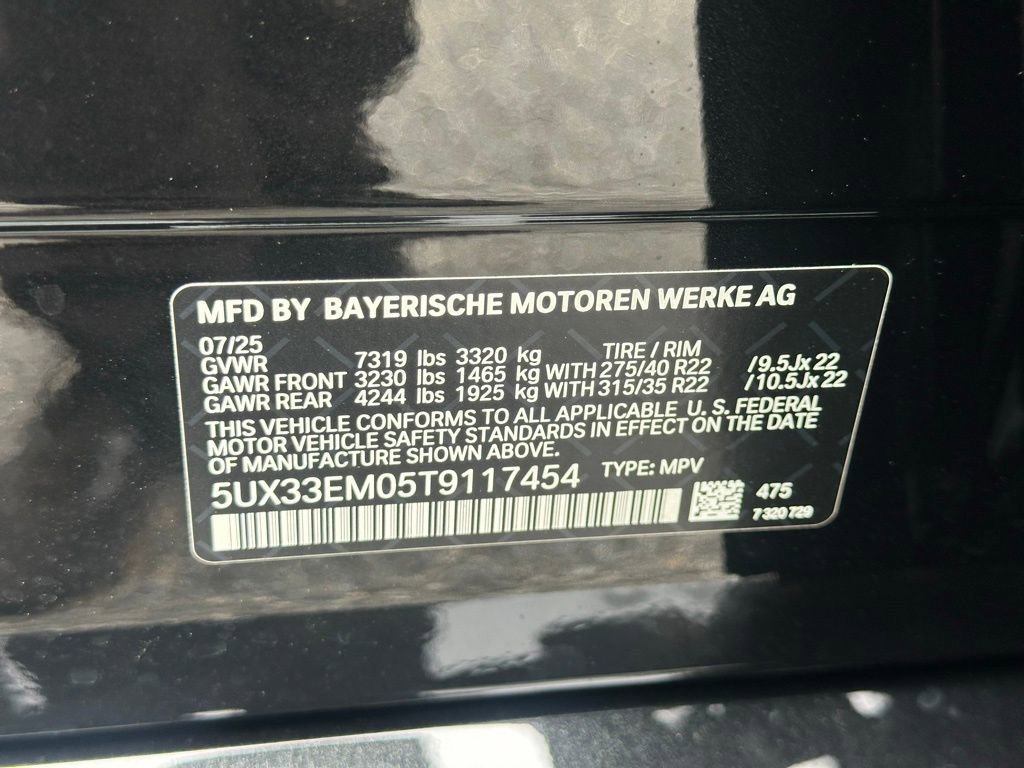 MFD BY BAYERISCHE MOTOREN WERKE AG
07/25 TIRE / RIM
GVWR 7319 lbs 3320 kg
GAWR FRONT 3230 lbs 1465 kg WITH 275/40 R22 /9.5Jx22
GAWR REAR 4244 lbs 1925 kg WITH 315/35 R22 /10.5Jx22
THIS VEHICLE CONFORMS TO ALL APPLICABLE U. S. FEDERAL
MOTOR VEHICLE SAFETY STANDARDS IN EFFECT ON THE DATE
OF MANUFACTURE SHOWN ABOVE.
5UX33EM05T9117454 TYPE: MPV
475
7 320 729